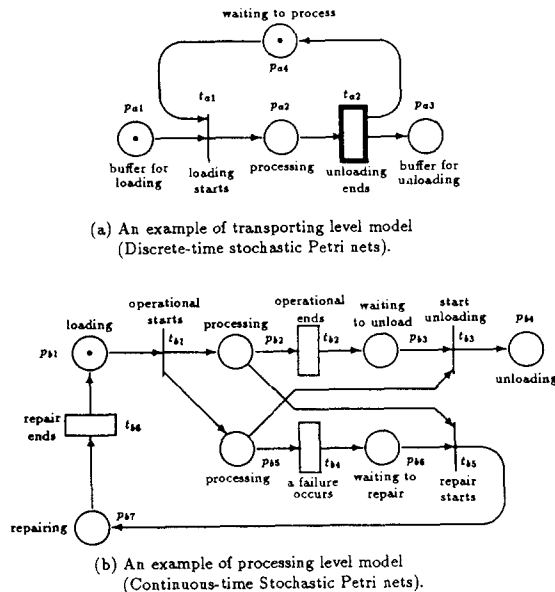 waiting to process
Pa4
ta1
Pa2
ta2
Pa1
Pa3
buffer for
loading
loading
starts
processing
unloading
ends
buffer for
unloading
(a) An example of transporting level model
(Discrete-time stochastic Petri nets).
loading
operational
starts
processing
operational
ends
waiting
to unload
start
unloading
Pb4
Pb1
tb1
Pb2
tb2
Pb3
tb3
unloading
repair
ends
tb6
processing
Pb5
tb4
a failure
occurs
Pb6
waiting to
repair
tb5
repair
starts
repairing
Pb7
(b) An example of processing level model
(Continuous-time Stochastic Petri nets).